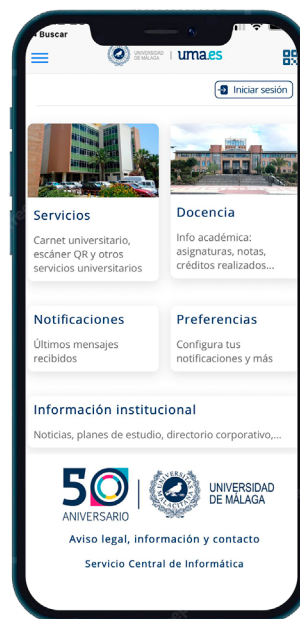 Buscar
UNIVERSIDAD
DE MÁLAGA
uma.es
Iniciar sesión
Servicios
Carnet universitario,
escáner QR y otros
servicios universitarios
Docencia
Info académica:
asignaturas, notas,
créditos realizados...
Notificaciones
Últimos mensajes
recibidos
Preferencias
Configura tus
notificaciones y más
Información institucional
Noticias, planes de estudio, directorio corporativo,...
50
ANIVERSARIO
UNIVERSIDAD
DE MÁLAGA
Aviso legal, información y contacto
Servicio Central de Informática